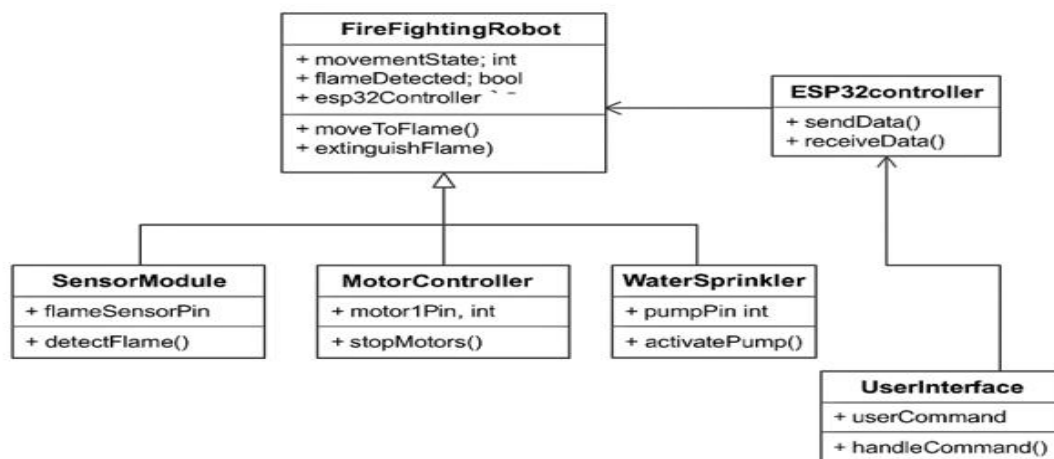 FireFightingRobot
+ movementState; int
+ flameDetected; bool
+ esp32Controller
+ moveToFlame()
+ extinguishFlame)
ESP32controller
+ sendData()
+ receiveData()
SensorModule
+ flameSensorPin
+ detectFlame()
MotorController
+ motor1Pin, int
+ stopMotors()
WaterSprinkler
+ pumpPin int
+ activatePump()
UserInterface
+ userCommand
+ handleCommand()